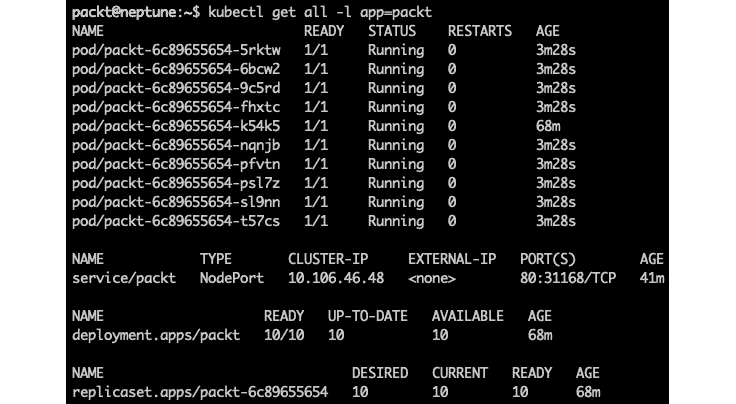 packt@neptune:~$ kubectl get all -l app=packt
NAME READY STATUS RESTARTS AGE
pod/packt-6c89655654-5rktw 1/1 Running 0 3m28s
pod/packt-6c89655654-6bcw2 1/1 Running 0 3m28s
pod/packt-6c89655654-9c5rd 1/1 Running 0 3m28s
pod/packt-6c89655654-fhxtc 1/1 Running 0 3m28s
pod/packt-6c89655654-k54k5 1/1 Running 0 68m
pod/packt-6c89655654-nqnjb 1/1 Running 0 3m28s
pod/packt-6c89655654-pfvtn 1/1 Running 0 3m28s
pod/packt-6c89655654-psl7z 1/1 Running 0 3m28s
pod/packt-6c89655654-sl9nn 1/1 Running 0 3m28s
pod/packt-6c89655654-t57cs 1/1 Running 0 3m28s
NAME TYPE CLUSTER-IP EXTERNAL-IP PORT(S) AGE
service/packt NodePort 10.106.46.48 <none> 80:31168/TCP 41m
NAME READY UP-TO-DATE AVAILABLE AGE
deployment.apps/packt 10/10 10 10 68m
NAME DESIRED CURRENT READY AGE
replicaset.apps/packt-6c89655654 10 10 10 68m